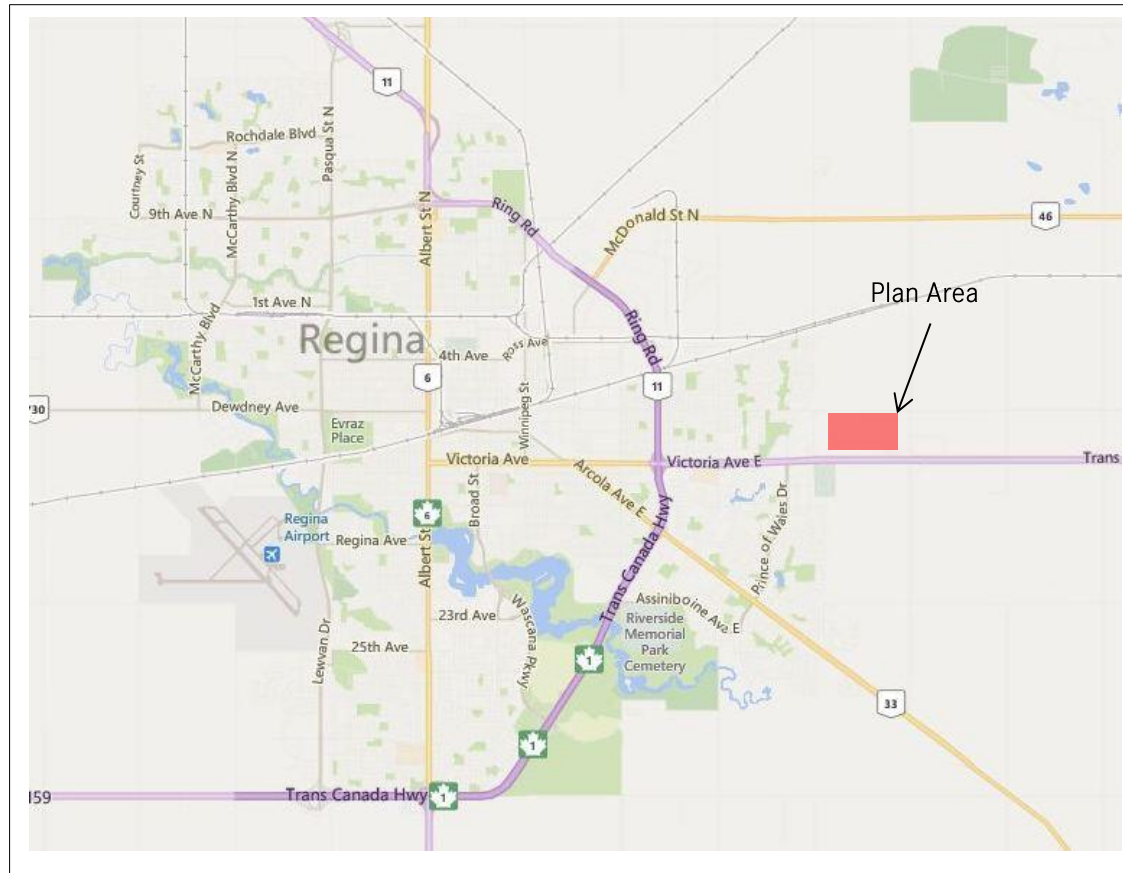 11
Rochdale Blvd
Pasqua St N
Courtney St
McCarthy Blvd N
9th Ave N
Albert St N
Ring Rd
McDonald St N
46
Plan Area
1st Ave N
McCarthy Blvd
Regina
4th Ave
Ross Ave
Ring Rd
6
11
730
Dewdney Ave
Evraz
Place
Winnipeg St
Victoria Ave
Victoria Ave E
Trans
Arcola Ave E
Broad St
6
Regina
Airport
Regina Ave
Albert St
Prince of Wales Dr
Trans Canada Hwy
Assiniboine Ave E
23rd Ave
Wascana Pkwy
Riverside
Memorial
Park
Cemetery
25th Ave
Lewvan Dr
1
33
1
Trans Canada Hwy
1